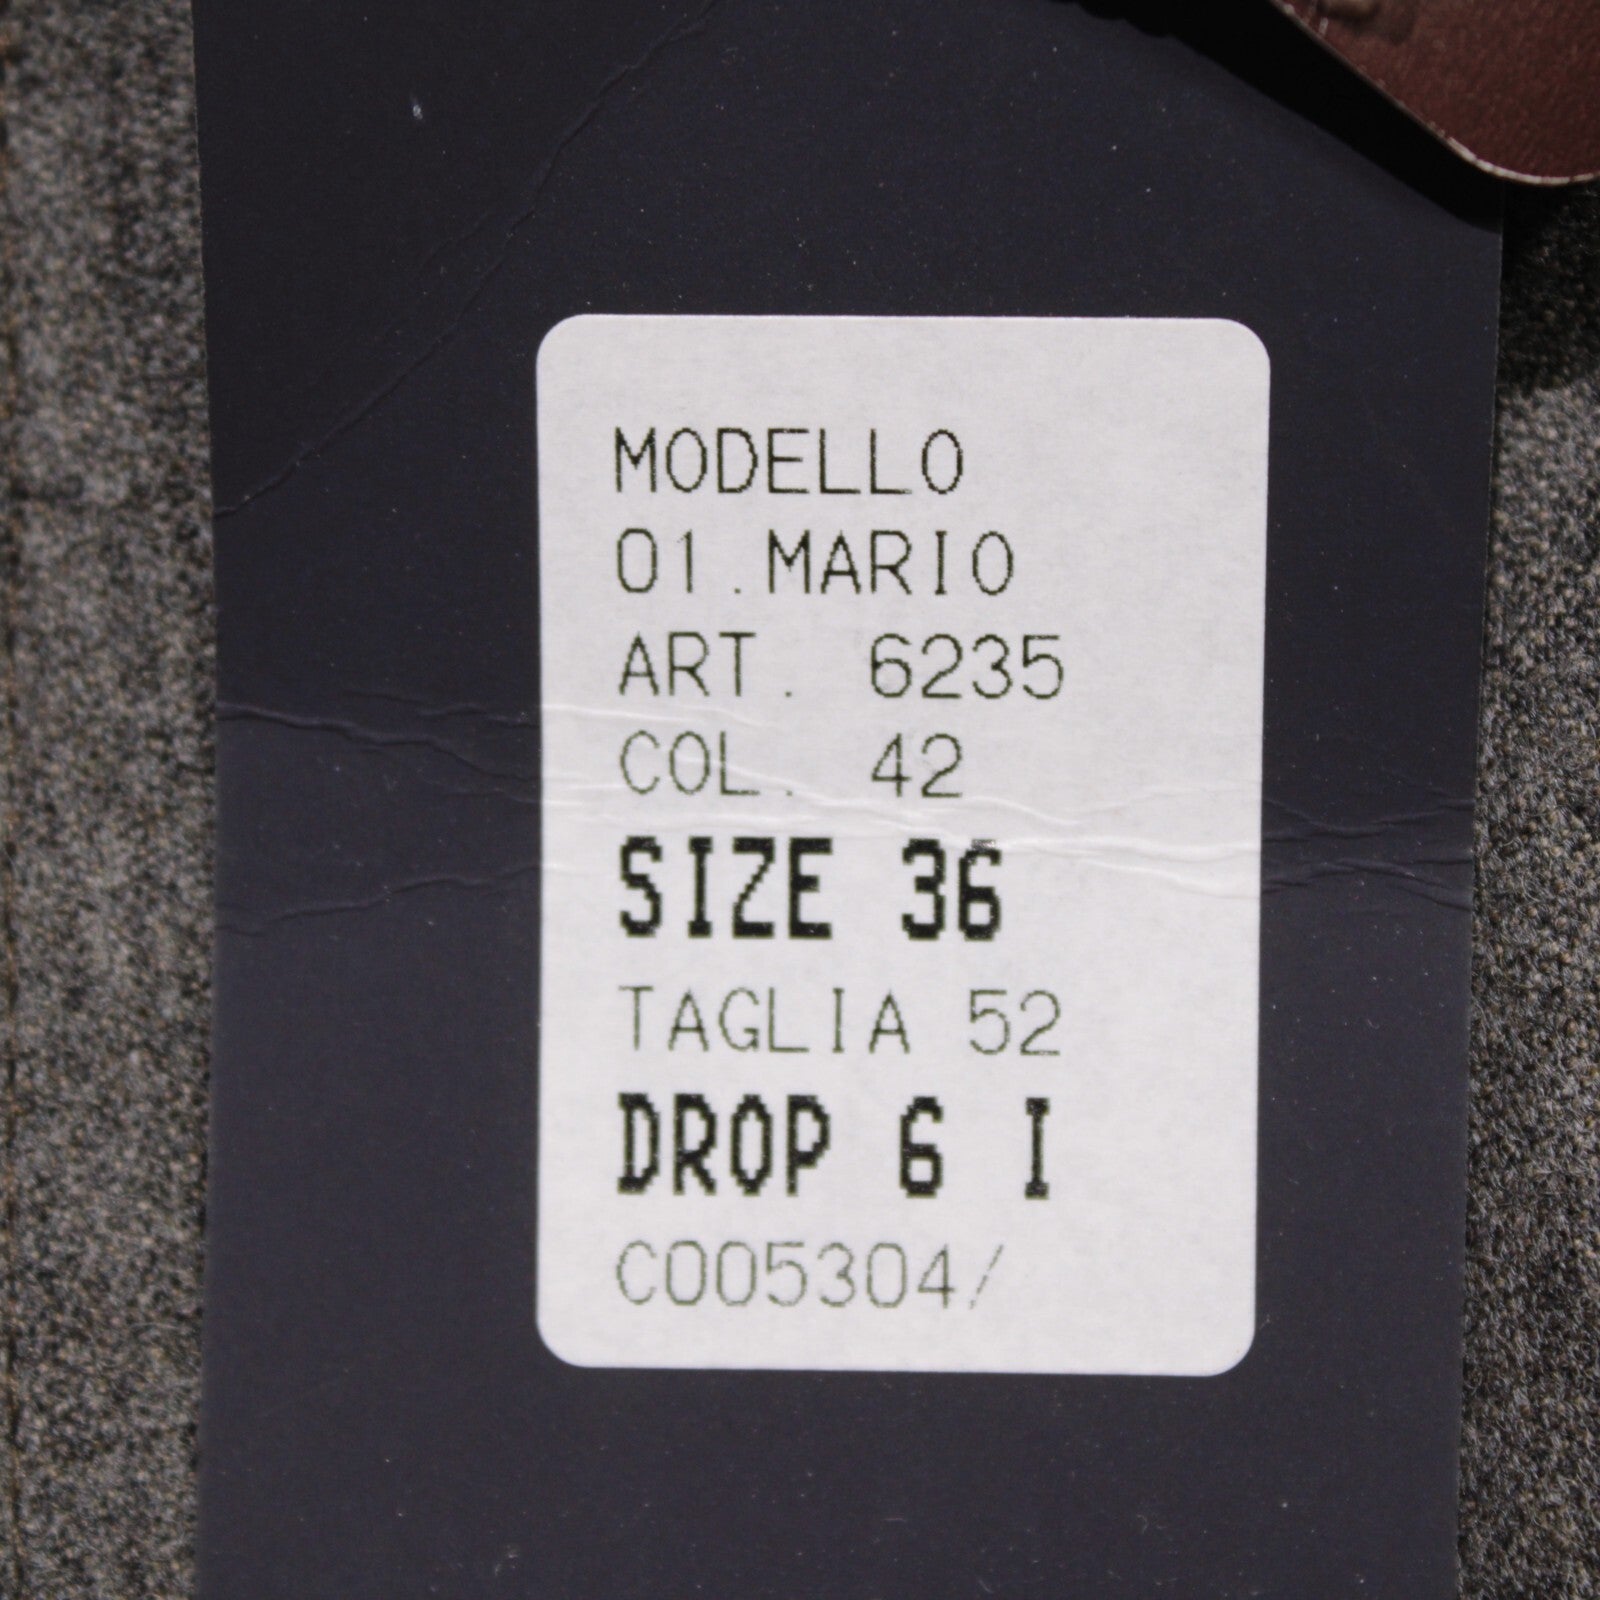 MODELLO
01.MARIO
ART. 6235
COL. 42
SIZE 36
TAGLIA 52
DROP 6 I
C005304/